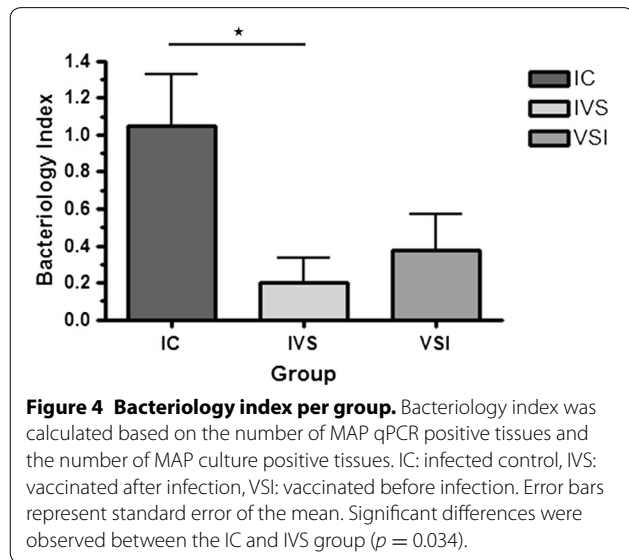 ★
IC
IVS
VSI
1.4
1.2
1.0
0.8
0.6
0.4
0.2
0.0
Bacteriology Index
IC IVS VSI
Group
Figure 4 Bacteriology index per group. Bacteriology index was
calculated based on the number of MAP qPCR positive tissues and
the number of MAP culture positive tissues. IC: infected control, IVS:
vaccinated after infection, VSI: vaccinated before infection. Error bars
represent standard error of the mean. Significant differences were
observed between the IC and IVS group (p = 0.034).